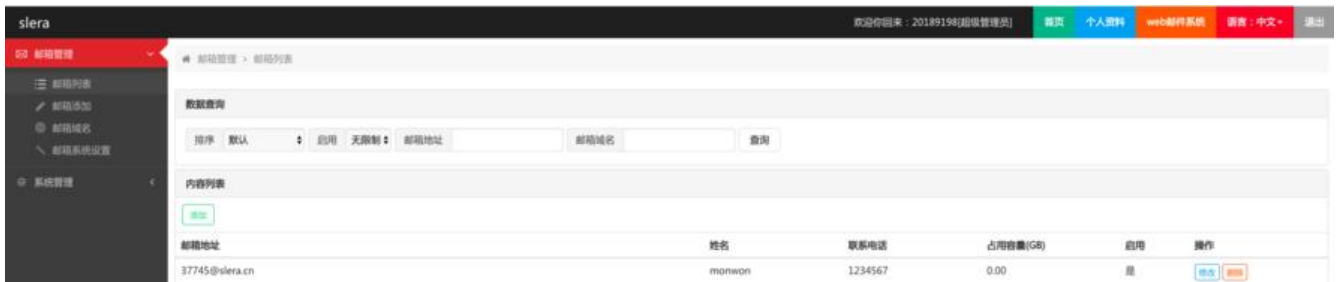 slera 欢迎你回来：20189198[超级管理员] 首页 个人资料 web邮件系统 语言：中文 退出
邮箱管理
邮箱管理 > 邮箱列表
邮箱列表
邮箱添加
邮箱域名
邮箱系统设置
系统管理
数据查询
排序 默认 启用 无限制 邮箱地址 邮箱域名 查询
内容列表
添加
邮箱地址 姓名 联系电话 占用容量(GB) 启用 操作
37745@slera.cn monwon 1234567 0.00 是 修改 删除